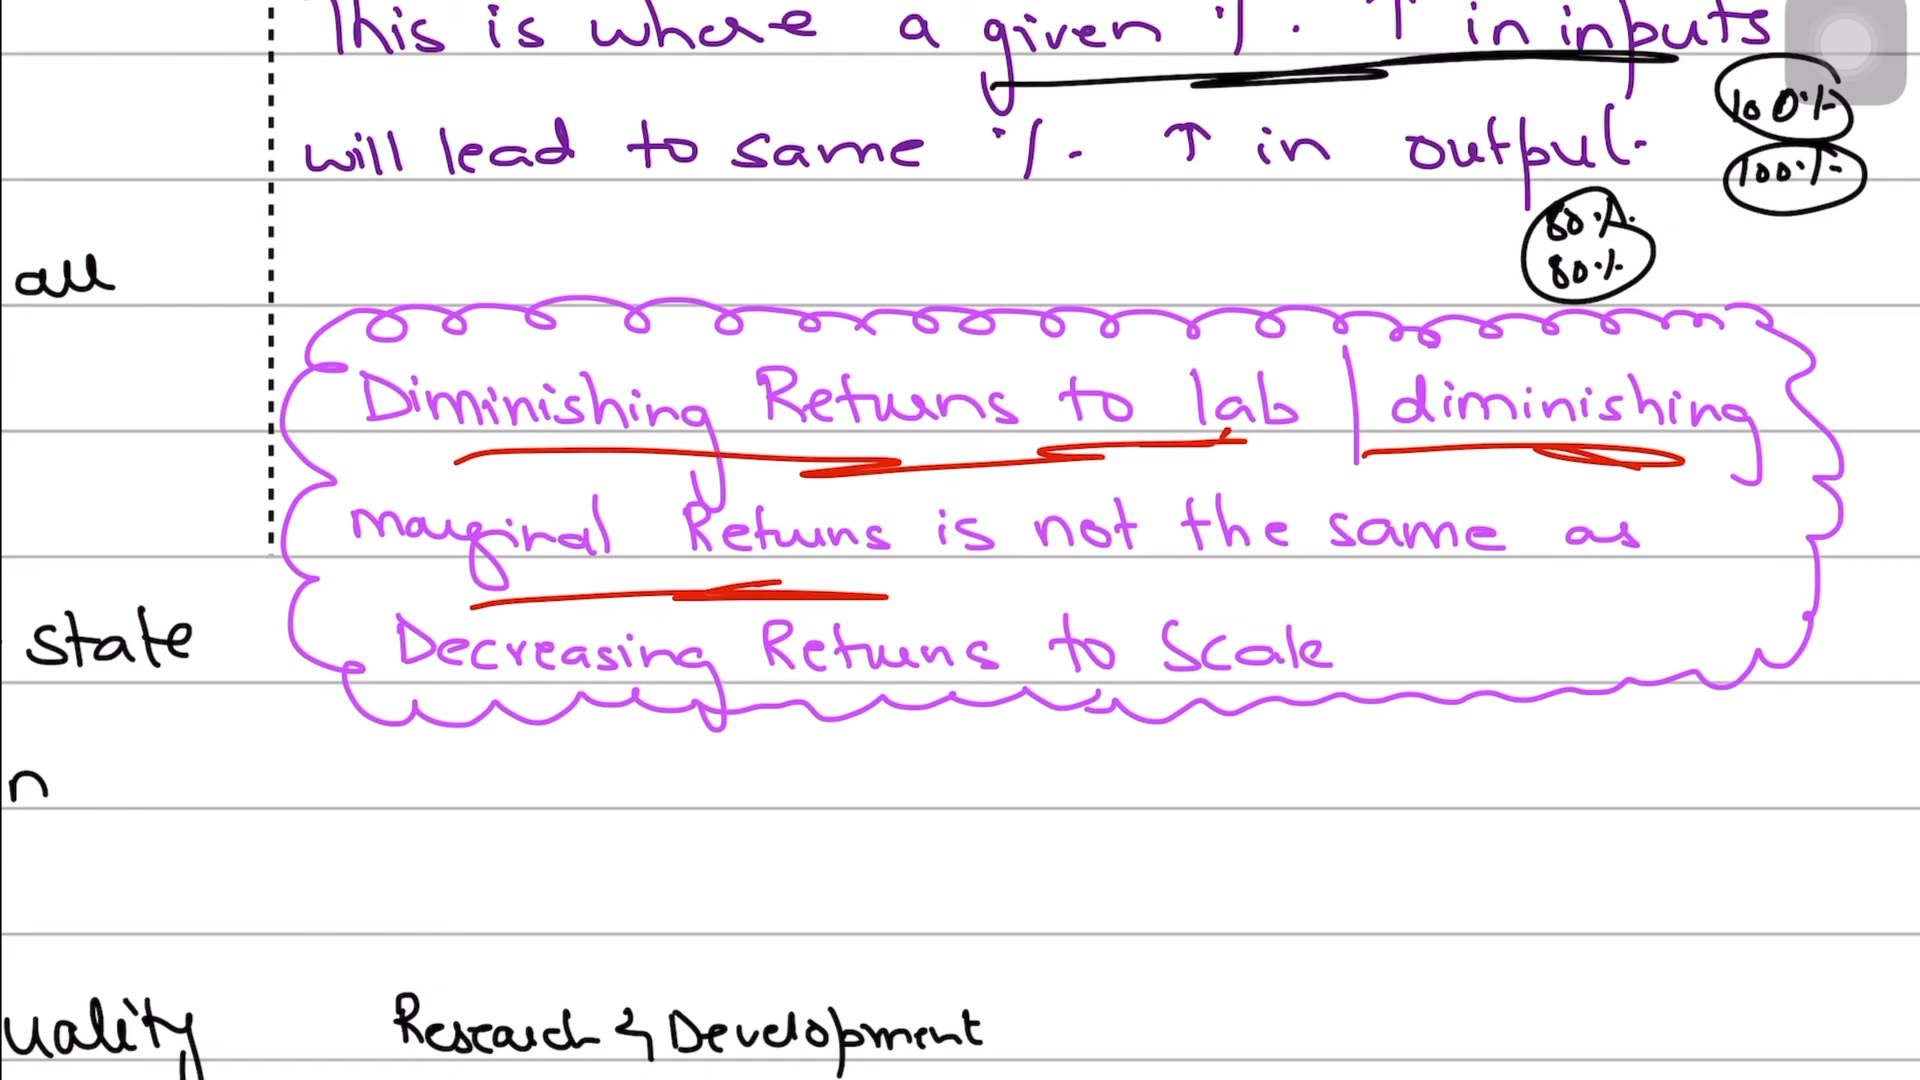 This is where a given %. ↑ in inputs
100%
will lead to same %. ↑ in output.
100%
80%
80%
all
Diminishing Returns to lab | diminishing
marginal Returns is not the same as
state
Decreasing Returns to Scale
n
uality
Research & Development